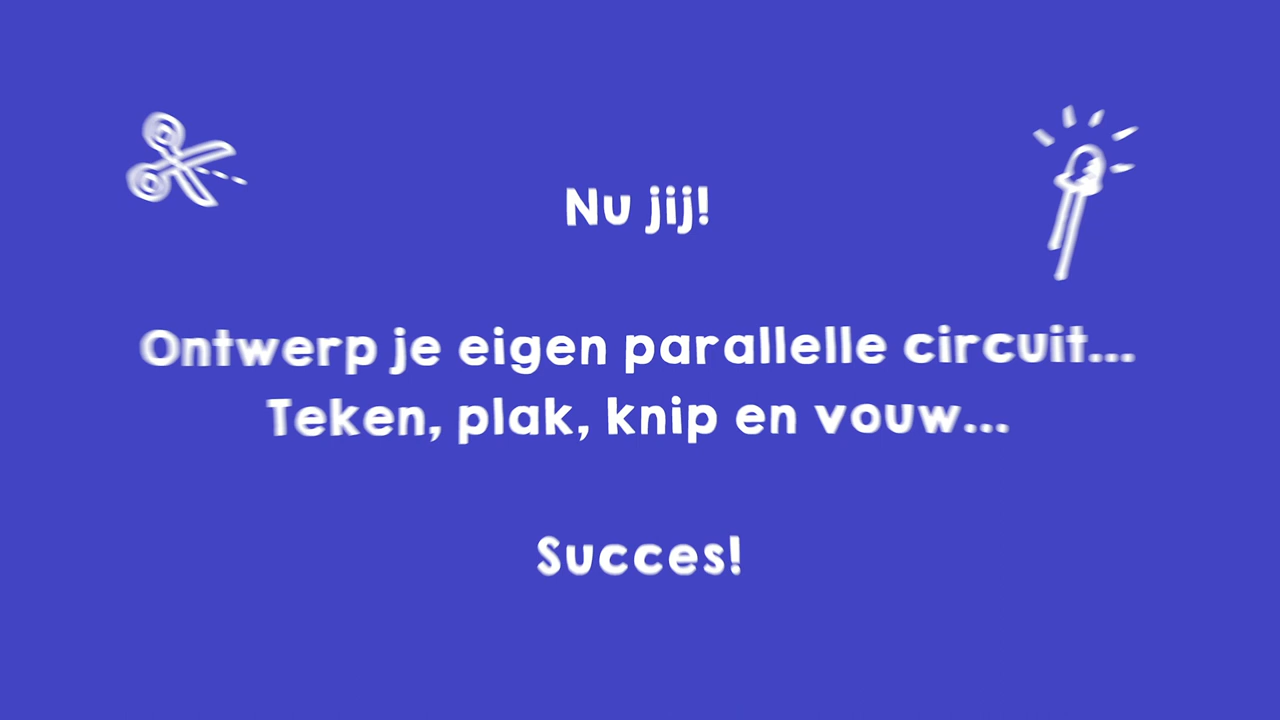 Nu jij!
Ontwerp je eigen parallelle circuit...
Teken, plak, knip en vouw...
Succes!